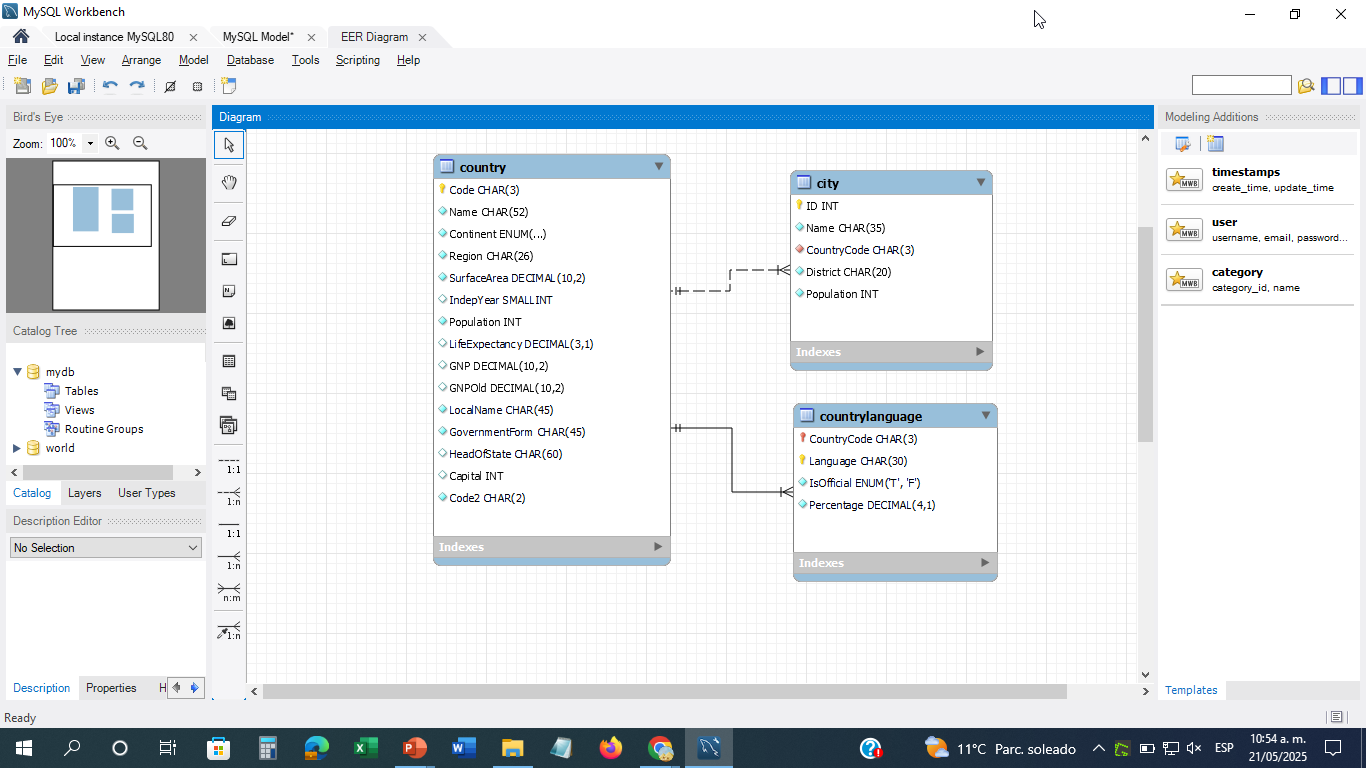 MySQL Workbench
Local instance MySQL80
MySQL Model*
EER Diagram
File Edit View Arrange Model Database Tools Scripting Help
Bird's Eye
Zoom: 100%
Catalog Tree
mydb
Tables
Views
Routine Groups
world
Catalog Layers User Types
Description Editor
No Selection
Description Properties H
Ready
Diagram
1:1
1:n
1:1
1:n
n:m
1:n
country
Code CHAR(3)
Name CHAR(52)
Continent ENUM(...)
Region CHAR(26)
SurfaceArea DECIMAL(10,2)
IndepYear SMALLINT
Population INT
LifeExpectancy DECIMAL(3,1)
GNP DECIMAL(10,2)
GNPOld DECIMAL(10,2)
LocalName CHAR(45)
GovernmentForm CHAR(45)
HeadOfState CHAR(60)
Capital INT
Code2 CHAR(2)
Indexes
city
ID INT
Name CHAR(35)
CountryCode CHAR(3)
District CHAR(20)
Population INT
Indexes
countrylanguage
CountryCode CHAR(3)
Language CHAR(30)
IsOfficial ENUM('T', 'F')
Percentage DECIMAL(4,1)
Indexes
Modeling Additions
MWB
timestamps
create_time, update_time
MWB
user
username, email, password...
MWB
category
category_id, name
Templates
11°C Parc. soleado
ESP
10:54 a. m.
21/05/2025